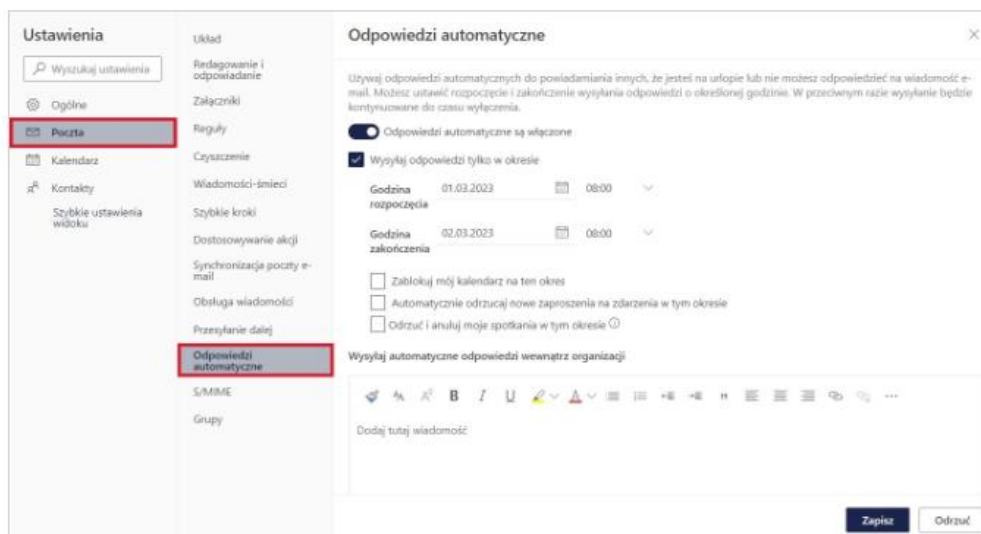 Ustawienia
Wyszukaj ustawienia
Ogólne
Poczta
Kalendarz
Kontakty
Szybkie ustawienia
widoku
Układ
Redagowanie i
odpowiadanie
Załączniki
Reguły
Czyszczenie
Wiadomości-śmieci
Szybkie kroki
Dostosowywanie akcji
Synchronizacja poczty e-
mail
Obsługa wiadomości
Przesyłanie dalej
Odpowiedzi
automatyczne
S/MIME
Grupy
Odpowiedzi automatyczne
Używaj odpowiedzi automatycznych do powiadamiania innych, że jesteś na urlopie lub nie możesz odpowiedzieć na wiadomość e-
mail. Możesz ustawić rozpoczęcie i zakończenie wysyłania odpowiedzi o określonej godzinie. W przeciwnym razie wysyłanie będzie
kontynuowane do czasu wyłączenia.
Odpowiedzi automatyczne są włączone
Wysyłaj odpowiedzi tylko w okresie
Godzina
rozpoczęcia
01.03.2023 08:00
Godzina
zakończenia
02.03.2023 08:00
Zablokuj mój kalendarz na ten okres
Automatycznie odrzucaj nowe zaproszenia na zdarzenia w tym okresie
Odrzuć i anuluj moje spotkania w tym okresie
Wysyłaj automatyczne odpowiedzi wewnątrz organizacji
B I U A
Dodaj tutaj wiadomość
Zapisz Odrzuć